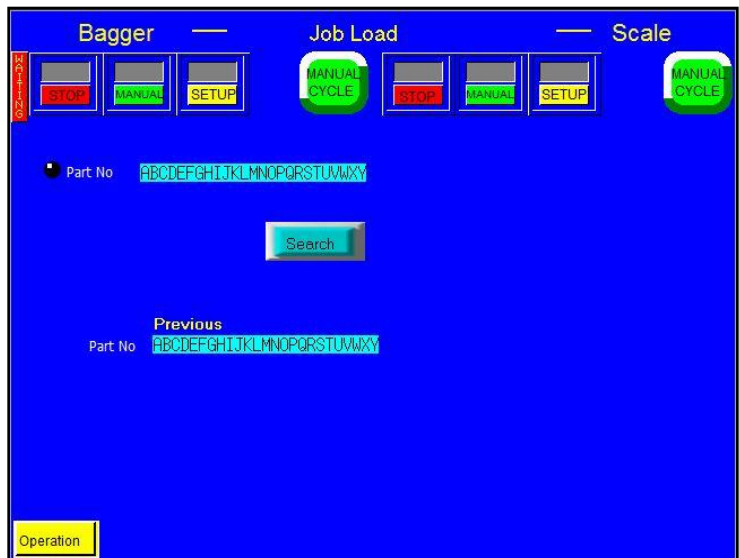 Bagger — Job Load — Scale
WAITING
STOP MANUAL SETUP MANUAL CYCLE STOP MANUAL SETUP MANUAL CYCLE
Part No ABCDEFGHIJKLMNOPQRSTUVWXY
Search
Previous
Part No ABCDEFGHIJKLMNOPQRSTUVWXY
Operation